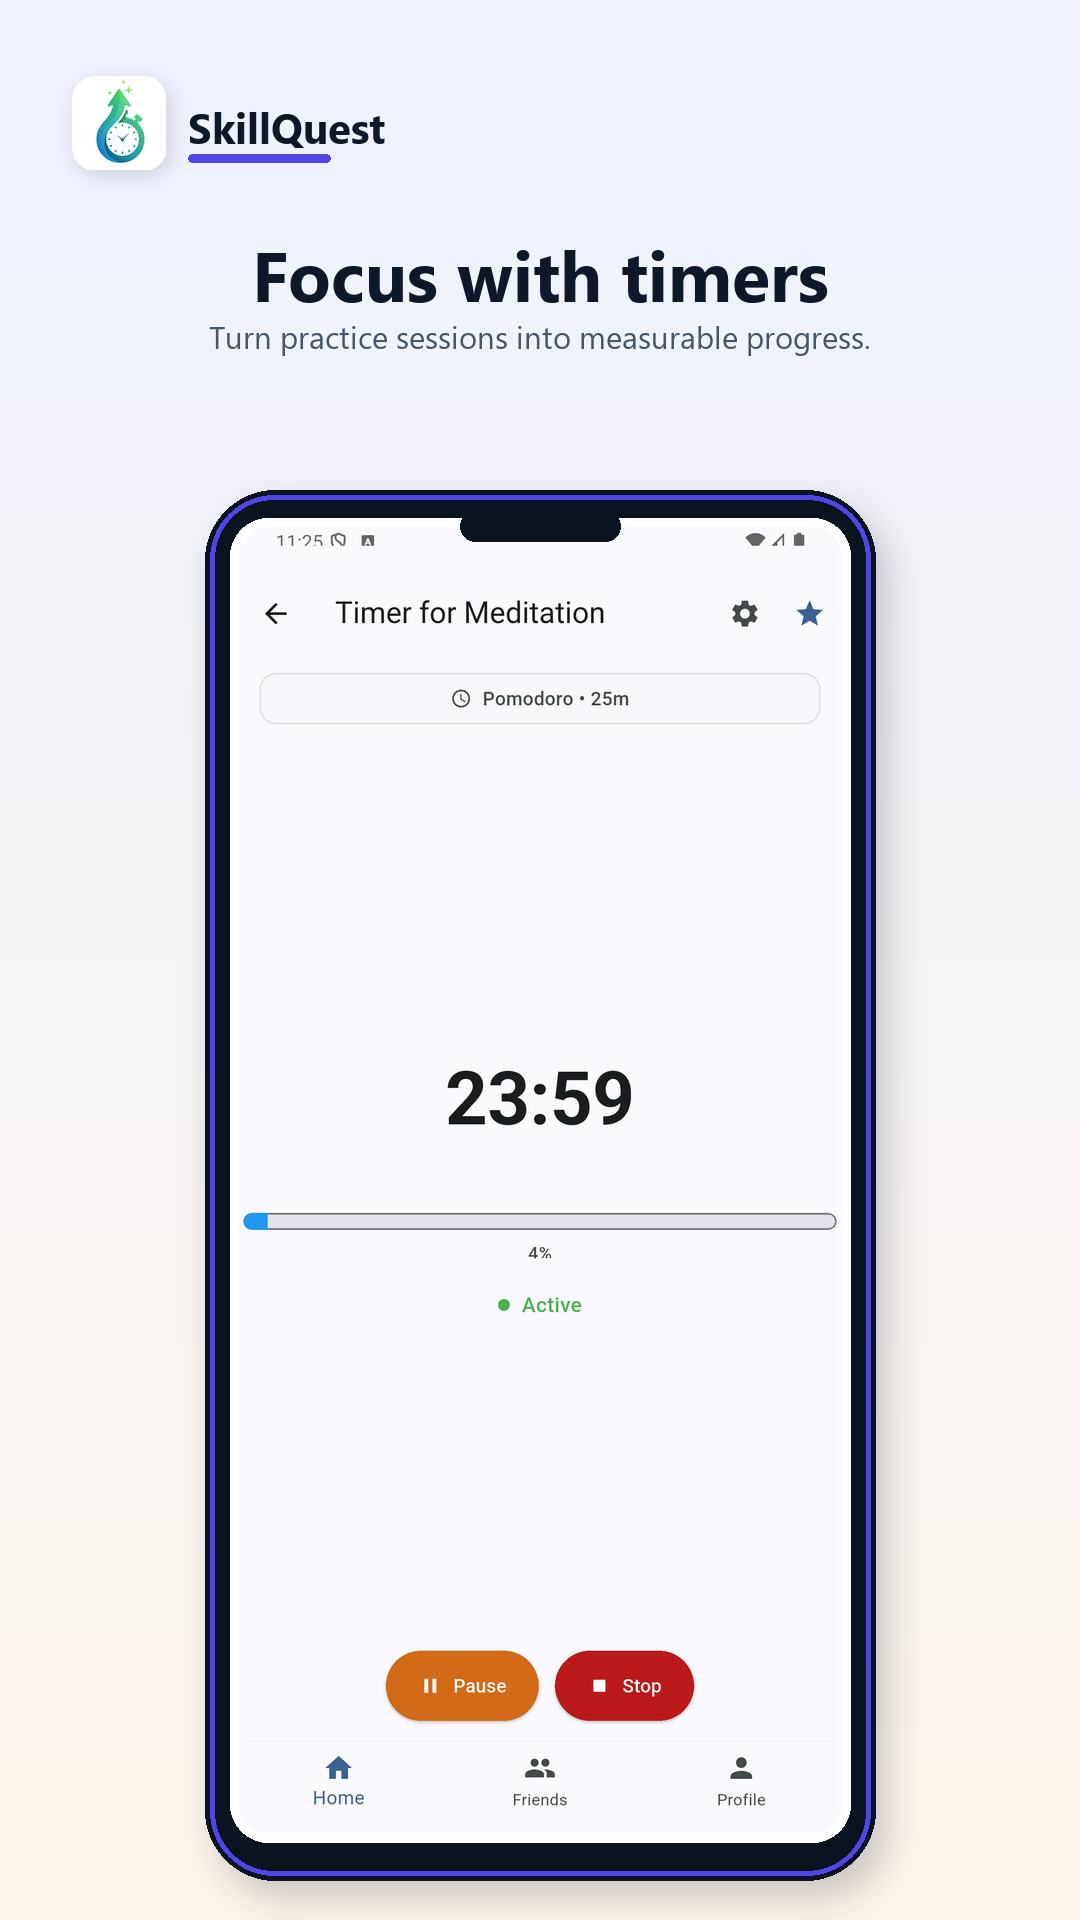 SkillQuest
Focus with timers
Turn practice sessions into measurable progress.
11:25
Timer for Meditation
Pomodoro • 25m
23:59
4%
Active
Pause
Stop
Home
Friends
Profile